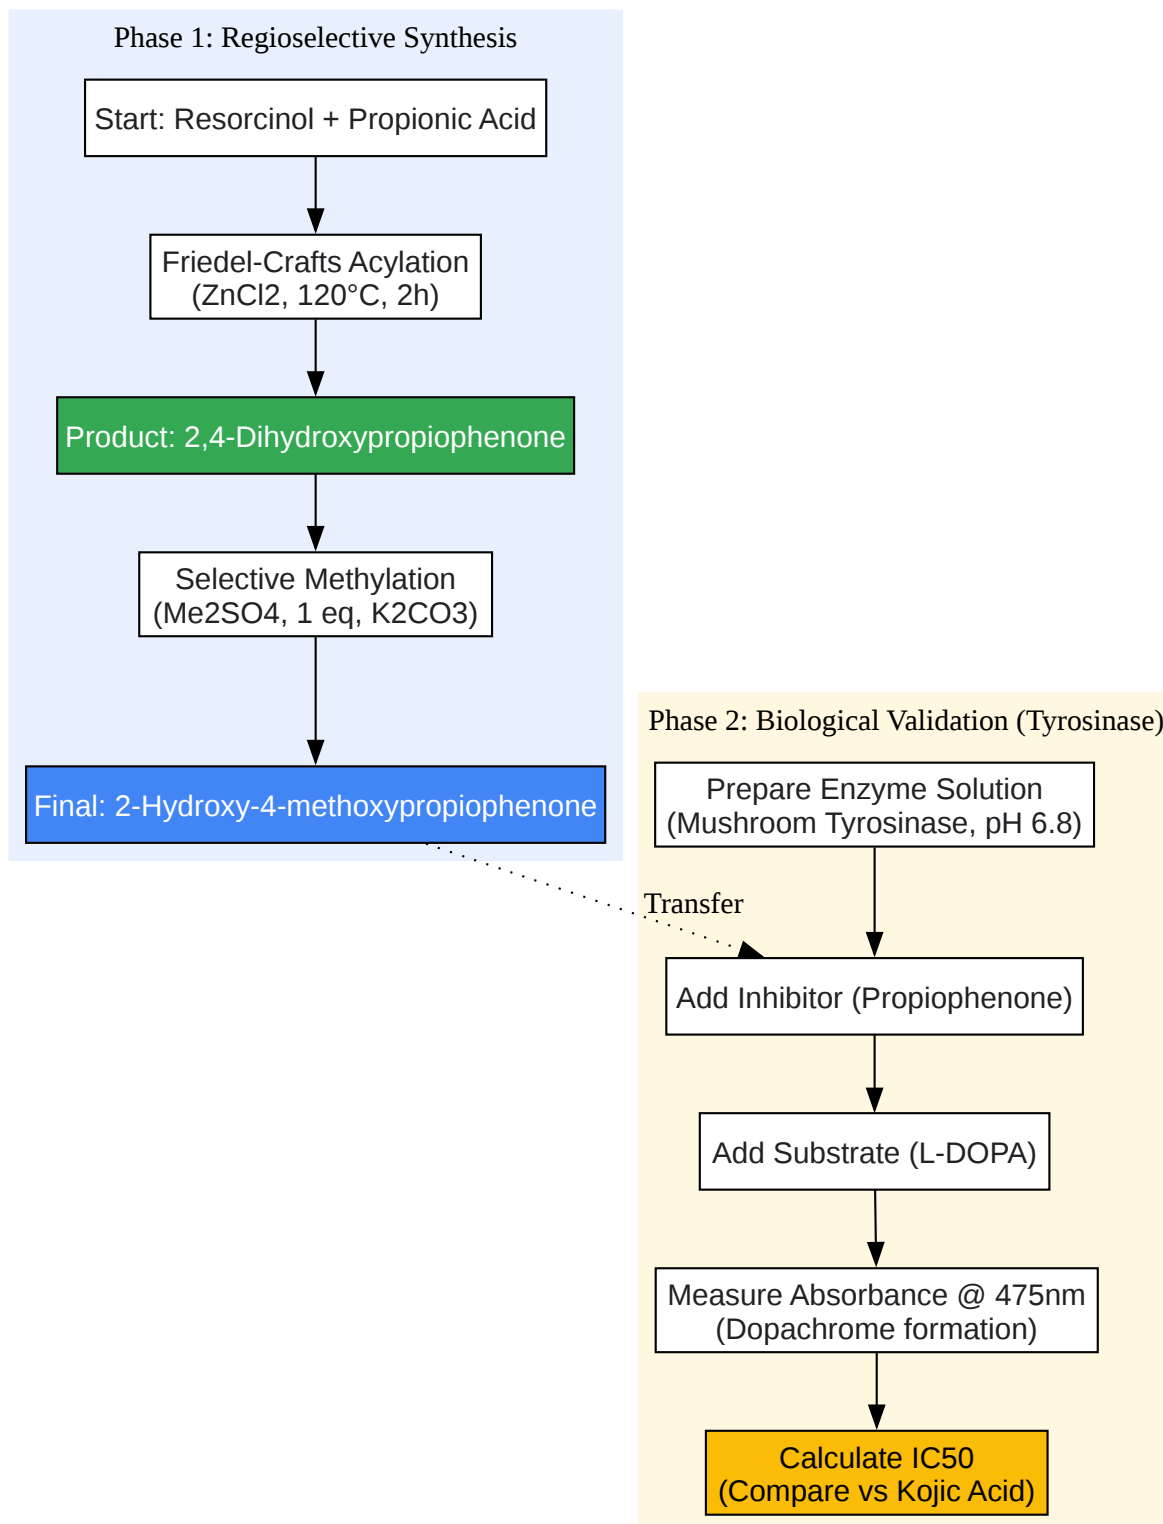 Phase 1: Regioselective Synthesis
Start: Resorcinol + Propionic Acid
Friedel-Crafts Acylation
(ZnCl2, 120°C, 2h)
Product: 2,4-Dihydroxypropiophenone
Selective Methylation
(Me2SO4, 1 eq, K2CO3)
Final: 2-Hydroxy-4-methoxypropiophenone
Transfer
Phase 2: Biological Validation (Tyrosinase)
Prepare Enzyme Solution
(Mushroom Tyrosinase, pH 6.8)
Add Inhibitor (Propiophenone)
Add Substrate (L-DOPA)
Measure Absorbance @ 475nm
(Dopachrome formation)
Calculate IC50
(Compare vs Kojic Acid)